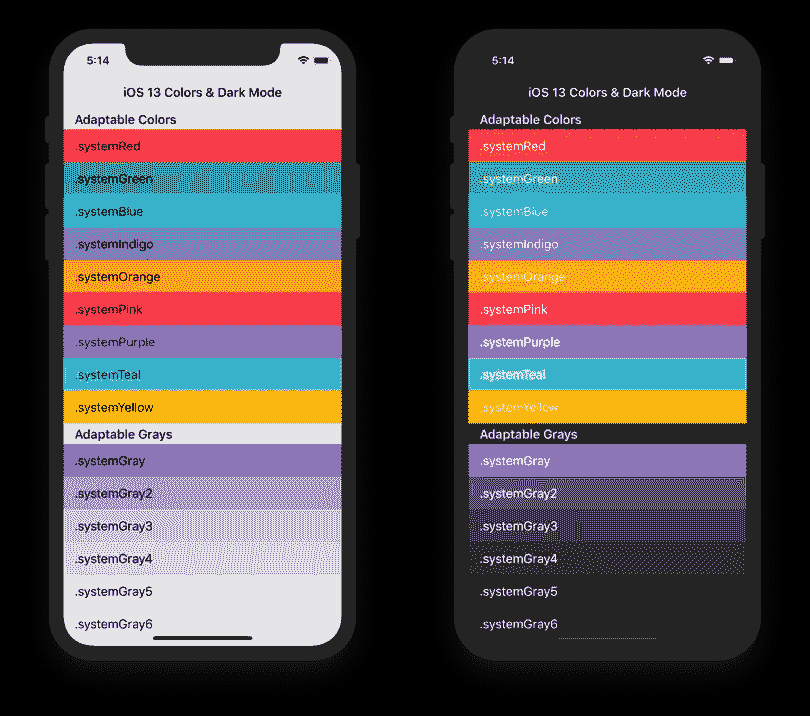 5:14
iOS 13 Colors & Dark Mode
Adaptable Colors
.systemRed
.systemGreen
.systemBlue
.systemIndigo
.systemOrange
.systemPink
.systemPurple
.systemTeal
.systemYellow
Adaptable Grays
.systemGray
.systemGray2
.systemGray3
.systemGray4
.systemGray5
.systemGray6
5:14
iOS 13 Colors & Dark Mode
Adaptable Colors
.systemRed
.systemGreen
.systemBlue
.systemIndigo
.systemOrange
.systemPink
.systemPurple
.systemTeal
.systemYellow
Adaptable Grays
.systemGray
.systemGray2
.systemGray3
.systemGray4
.systemGray5
.systemGray6